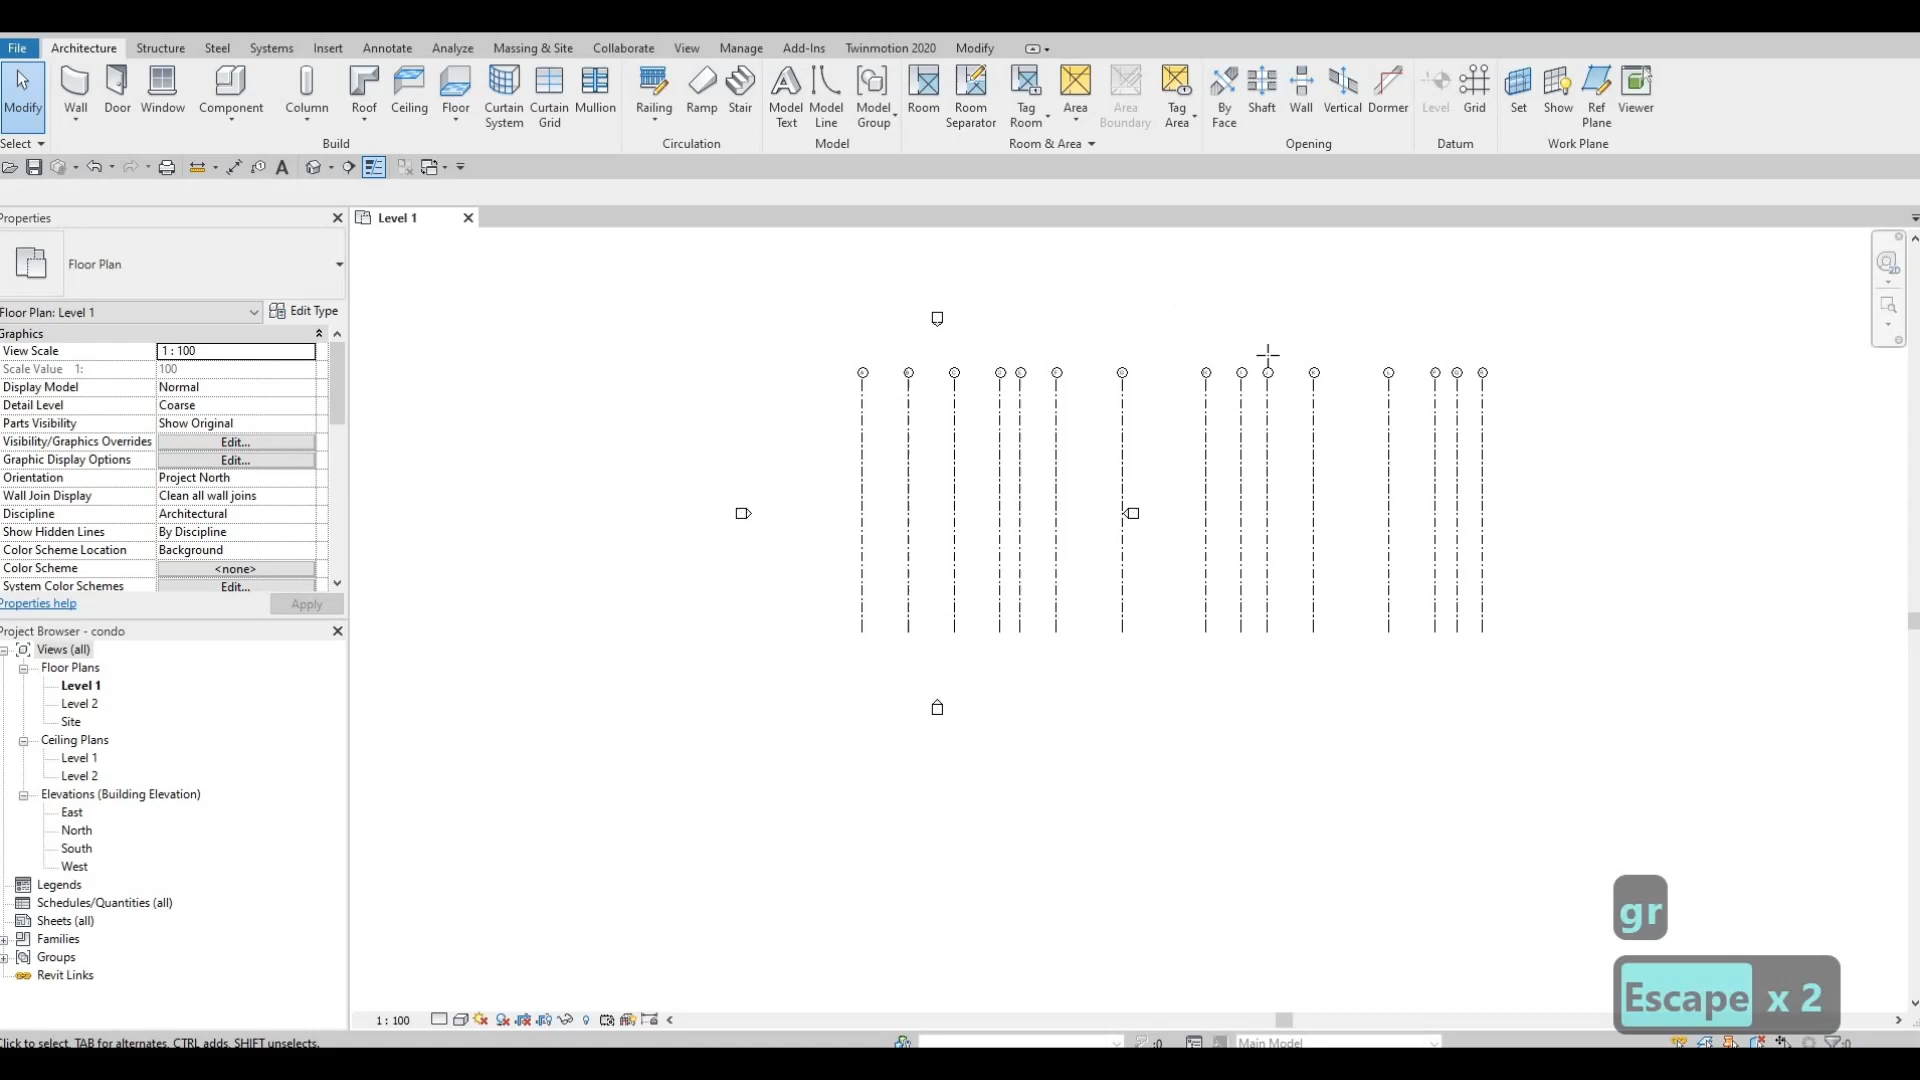 File Architecture Structure Steel Systems Insert Annotate Analyze Massing & Site Collaborate View Manage Add-Ins Twinmotion 2020 Modify
Modify Wall Door Window Component Column Roof Ceiling Floor Curtain System Curtain Grid Mullion Railing Ramp Stair Model Text Model Line Model Group Room Room Separator Tag Room Area Area Boundary Tag Area By Face Shaft Wall Vertical Dormer Level Grid Set Show Ref Plane Viewer
Select Build Circulation Model Room & Area Opening Datum Work Plane
Properties
Level 1
Floor Plan
Floor Plan: Level 1 Edit Type
Graphics
View Scale 1 : 100
Scale Value 1: 100
Display Model Normal
Detail Level Coarse
Parts Visibility Show Original
Visibility/Graphics Overrides Edit...
Graphic Display Options Edit...
Orientation Project North
Wall Join Display Clean all wall joins
Discipline Architectural
Show Hidden Lines By Discipline
Color Scheme Location Background
Color Scheme <none>
System Color Schemes Edit...
Properties help Apply
Project Browser - condo
Views (all)
Floor Plans
Level 1
Level 2
Site
Ceiling Plans
Level 1
Level 2
Elevations (Building Elevation)
East
North
South
West
Legends
Schedules/Quantities (all)
Sheets (all)
Families
Groups
Revit Links
gr
Escape x 2
1 : 100
Click to select, TAB for alternates, CTRL adds, SHIFT unselects. :0 Main Model :0